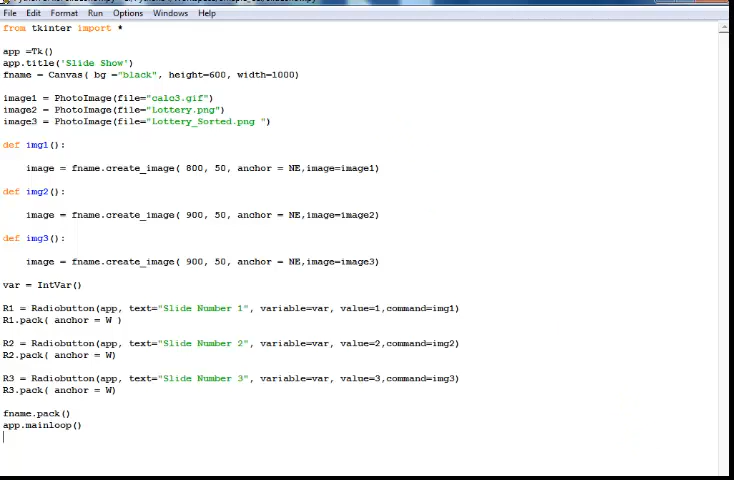 File Edit Format Run Options Windows Help
from tkinter import *
app =Tk()
app.title('Slide Show')
fname = Canvas( bg ="black", height=600, width=1000)
image1 = PhotoImage(file="calc3.gif")
image2 = PhotoImage(file="Lottery.png")
image3 = PhotoImage(file="Lottery_Sorted.png ")
def img1():
image = fname.create_image( 800, 50, anchor = NE,image=image1)
def img2():
image = fname.create_image( 900, 50, anchor = NE,image=image2)
def img3():
image = fname.create_image( 900, 50, anchor = NE,image=image3)
var = IntVar()
R1 = Radiobutton(app, text="Slide Number 1", variable=var, value=1,command=img1)
R1.pack( anchor = W )
R2 = Radiobutton(app, text="Slide Number 2", variable=var, value=2,command=img2)
R2.pack( anchor = W)
R3 = Radiobutton(app, text="Slide Number 3", variable=var, value=3,command=img3)
R3.pack( anchor = W)
fname.pack()
app.mainloop()